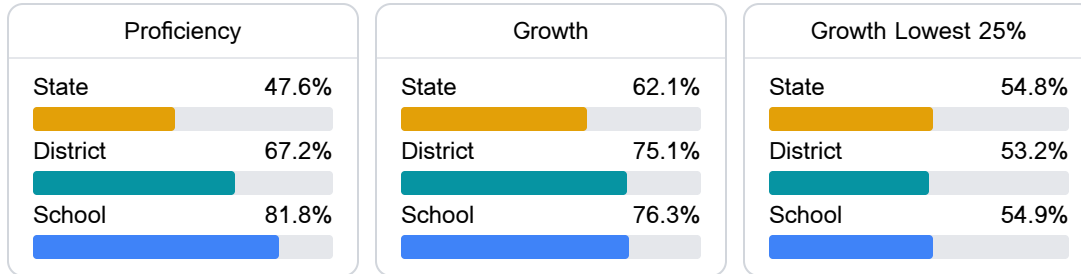 Proficiency
State 47.6%
District 67.2%
School 81.8%
Growth
State 62.1%
District 75.1%
School 76.3%
Growth Lowest 25%
State 54.8%
District 53.2%
School 54.9%